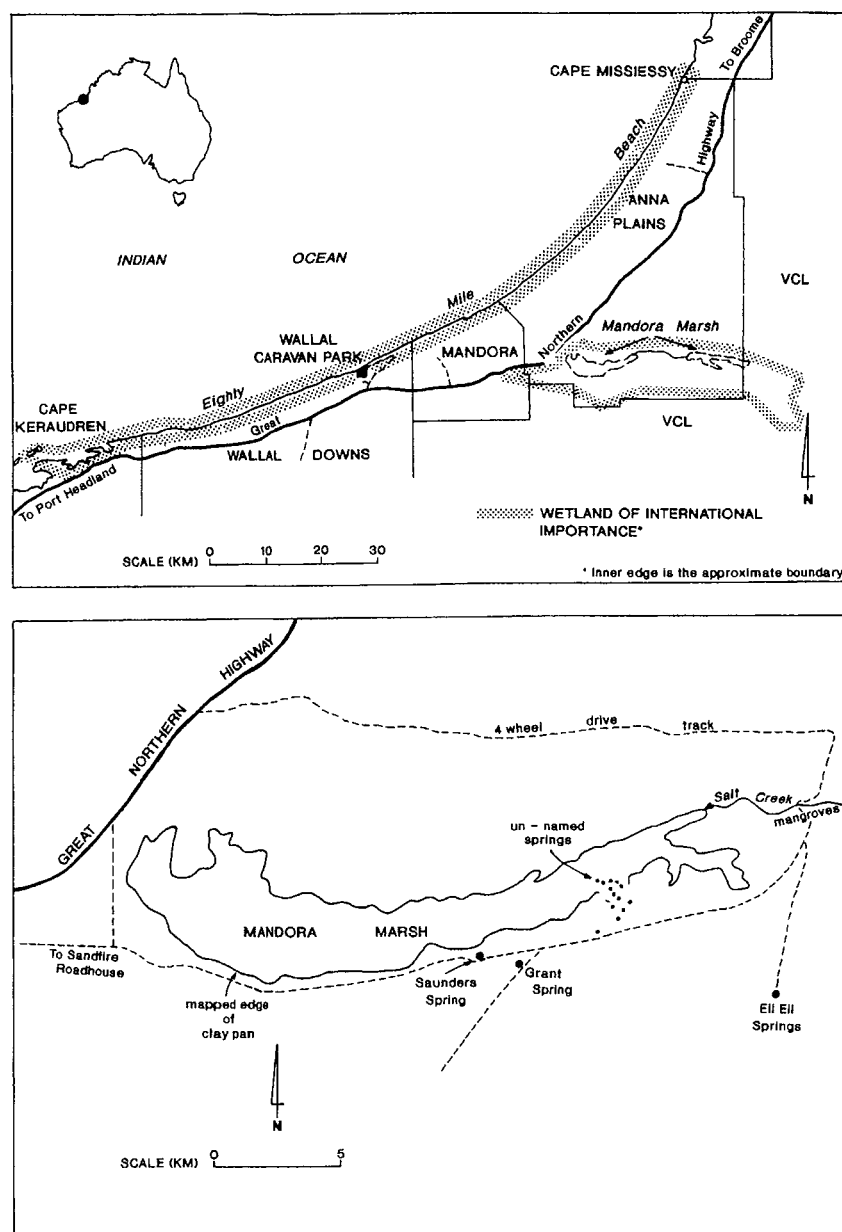 To Broome
CAPE MISSIESSY
Beach
Highway
ANNA
PLAINS
INDIAN OCEAN
VCL
Mile
Northern
Mandora Marsh
WALLAL
CARAVAN PARK
MANDORA
Eighty
CAPE
KERAUDREN
Great
VCL
WALLAL DOWNS
To Port Headland
N
WETLAND OF INTERNATIONAL
IMPORTANCE*
SCALE (KM) 0 10 20 30
* Inner edge is the approximate boundary
GREAT NORTHERN HIGHWAY
4 wheel drive track
Salt Creek
mangroves
un - named
springs
MANDORA MARSH
To Sandfire
Roadhouse
mapped edge
of
clay pan
Saunders
Spring
Grant
Spring
Eil Eil
Springs
N
SCALE (KM) 0 5